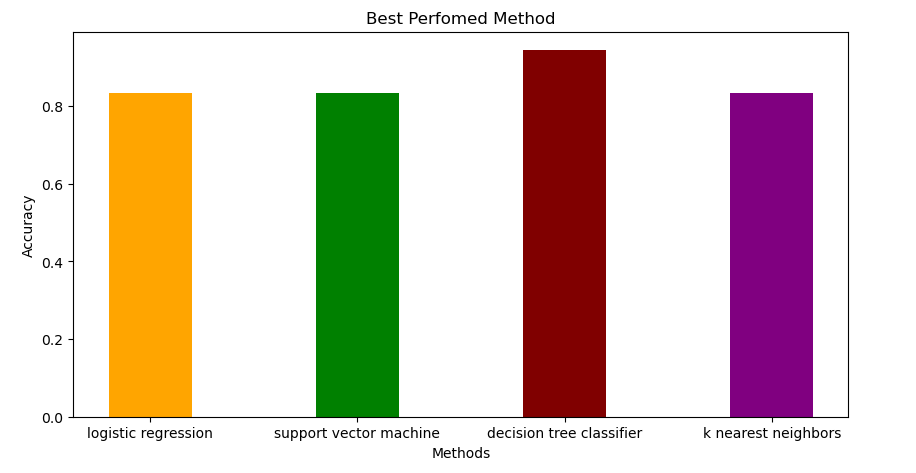 Best Perfomed Method
Accuracy
0.8
0.6
0.4
0.2
0.0
logistic regression
support vector machine
decision tree classifier
k nearest neighbors
Methods